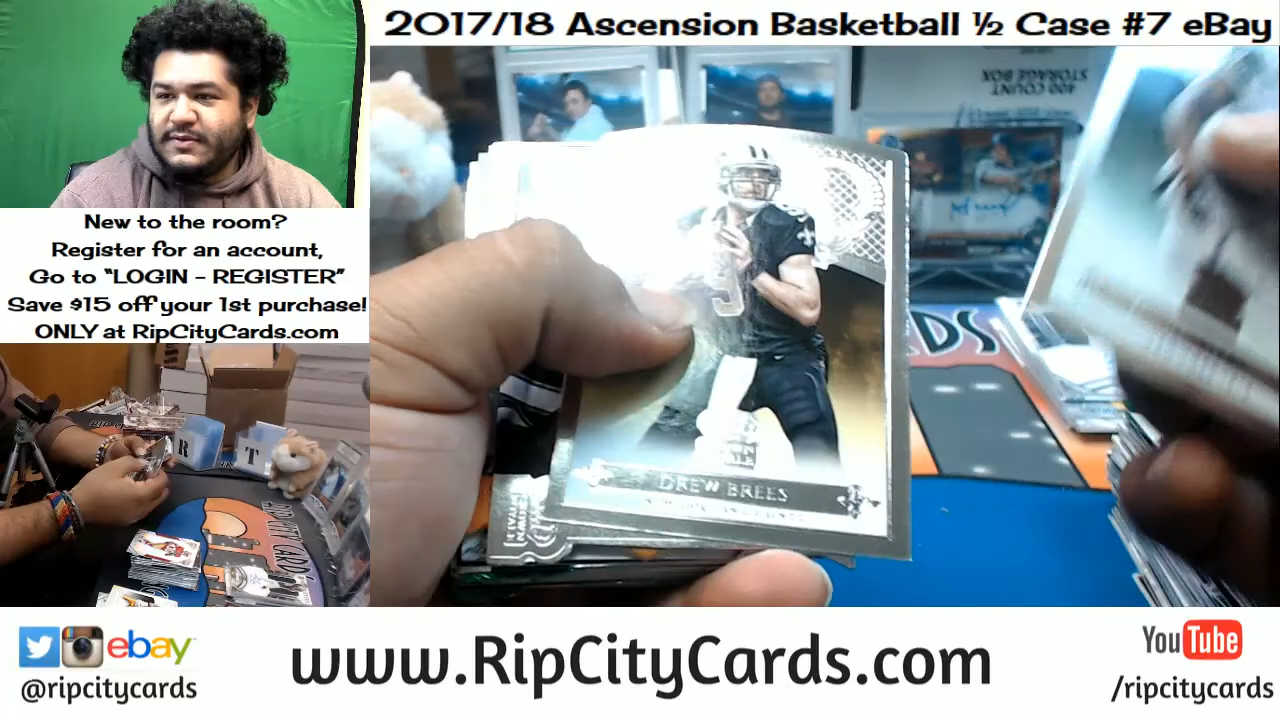 2017/18 Ascension Basketball ½ Case #7 eBay
New to the room?
Register for an account,
Go to “LOGIN - REGISTER”
Save $15 off your 1st purchase!
ONLY at RipCityCards.com
400 COUNT
STORAGE BOX
DREW BREES
R T
ebay
@ripcitycards
www.RipCityCards.com
YouTube
/ripcitycards